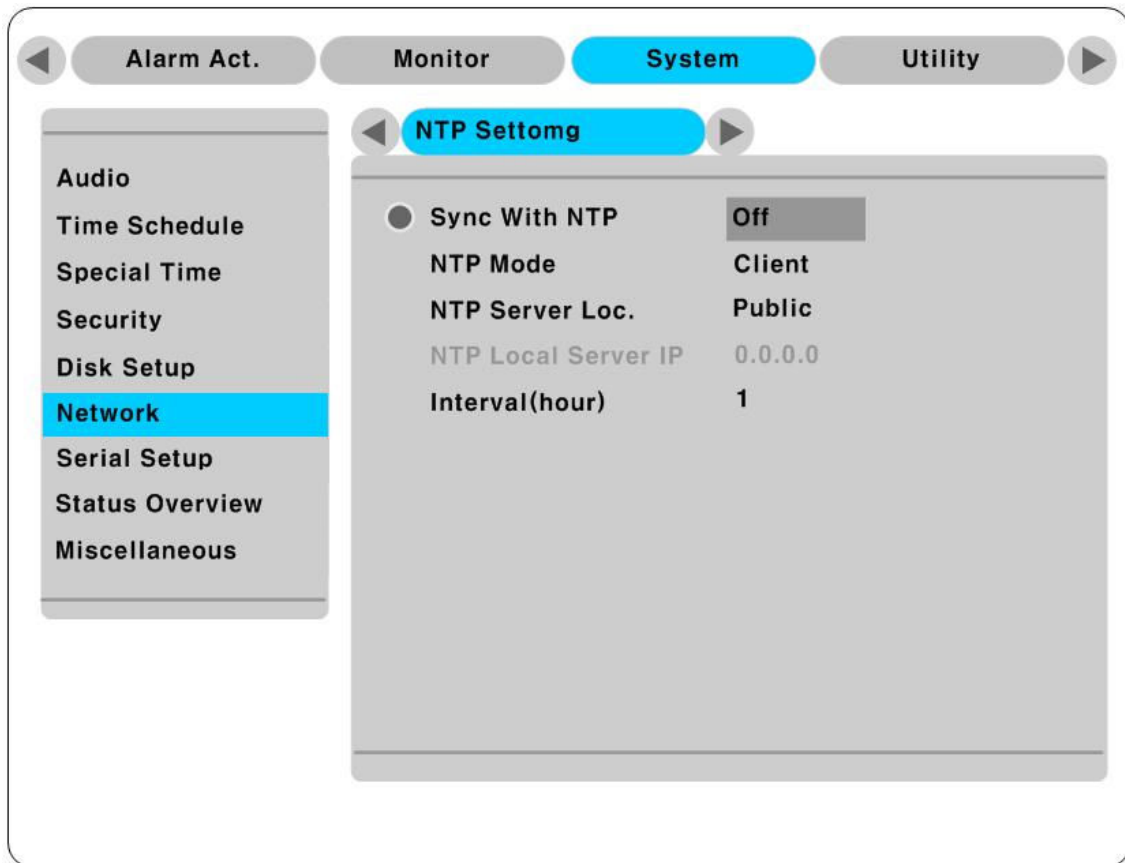 Alarm Act. Monitor System Utility
NTP Settomg
Audio
Time Schedule
Special Time
Security
Disk Setup
Network
Serial Setup
Status Overview
Miscellaneous
Sync With NTP Off
NTP Mode Client
NTP Server Loc. Public
NTP Local Server IP 0.0.0.0
Interval(hour) 1